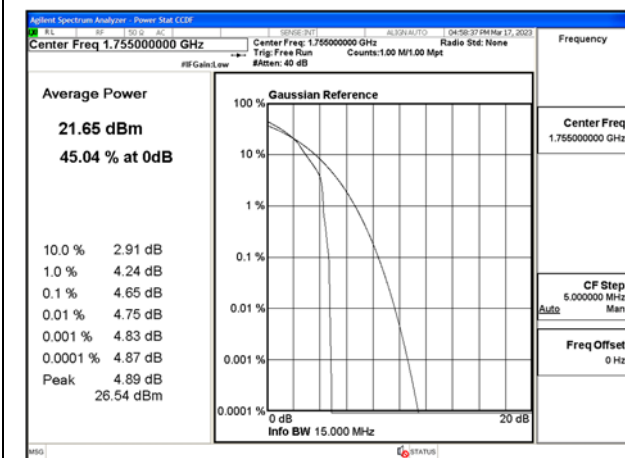 Agilent Spectrum Analyzer - Power Stat CCDF
RL RF 50 Ω AC SENSE:INT ALIGN AUTO 04:58:37 PM Mar 17, 2023
Center Freq 1.755000000 GHz
Center Freq: 1.755000000 GHz Radio Std: None
Trig: Free Run Counts:1.00 M/1.00 Mpt
#IFGain:Low #Atten: 40 dB
Frequency
Average Power
21.65 dBm
45.04 % at 0dB
10.0 % 2.91 dB
1.0 % 4.24 dB
0.1 % 4.65 dB
0.01 % 4.75 dB
0.001 % 4.83 dB
0.0001 % 4.87 dB
Peak 4.89 dB
26.54 dBm
Gaussian Reference
100 %
10 %
1 %
0.1 %
0.01 %
0.001 %
0.0001 %
0 dB 20 dB
Info BW 15.000 MHz
Center Freq
1.755000000 GHz
CF Step
5.000000 MHz
Auto Man
Freq Offset
0 Hz
MSG STATUS